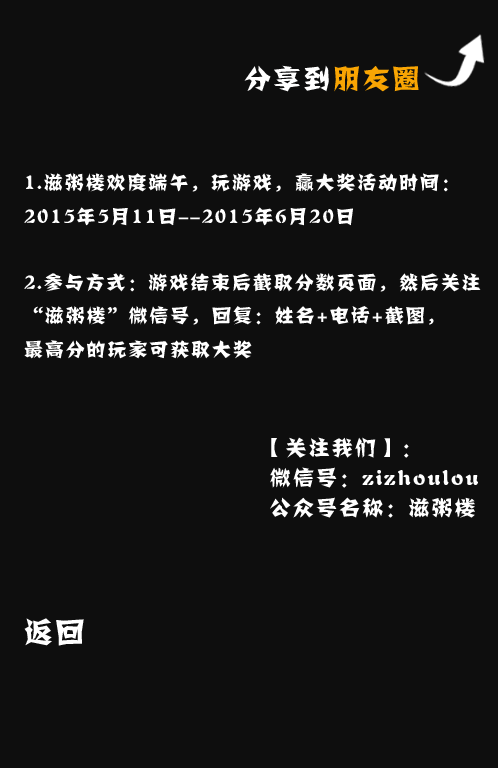 分享到朋友圈
1.滋粥楼欢度端午，玩游戏，赢大奖活动时间：
2015年5月11日--2015年6月20日
2.参与方式：游戏结束后截取分数页面，然后关注
“滋粥楼”微信号，回复：姓名+电话+截图，
最高分的玩家可获取大奖
【关注我们】：
微信号：zizhoulou
公众号名称：滋粥楼
返回